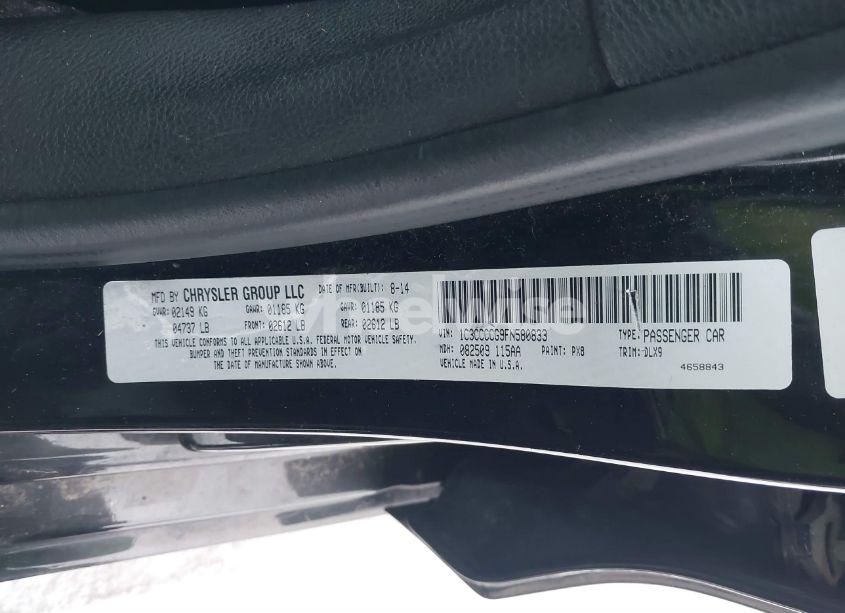 MFD BY CHRYSLER GROUP LLC DATE OF MFR(BUILT): 8-14
GVWR: 02149 KG GAWR: 01185 KG GAWR: 01185 KG
04737 LB FRONT: 02612 LB REAR: 02612 LB
THIS VEHICLE CONFORMS TO ALL APPLICABLE U.S.A. FEDERAL MOTOR VEHICLE SAFETY,
BUMPER AND THEFT PREVENTION STANDARDS IN EFFECT ON
THE DATE OF MANUFACTURE SHOWN ABOVE.
VIN: 1C3CCCCG9FN580833 TYPE: PASSENGER CAR
MDH: 082509 115AA PAINT: PX8 TRIM: DLX9
VEHICLE MADE IN U.S.A. 4658843